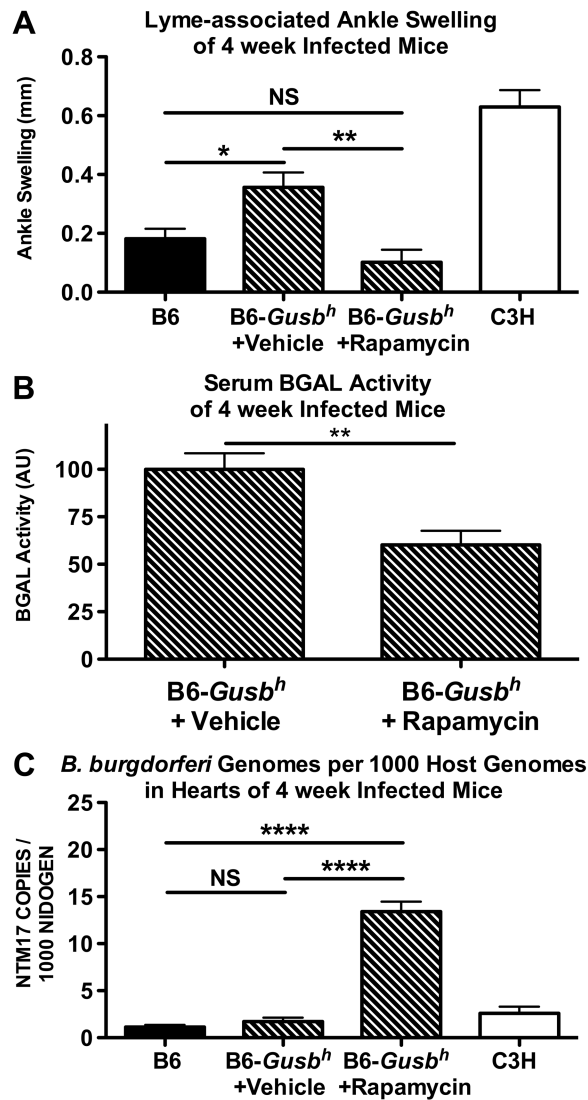 A
Lyme-associated Ankle Swelling
of 4 week Infected Mice
Ankle Swelling (mm)
0.8
0.6
0.4
0.2
0.0
NS
*
**
B6
B6-Gusbʰ
+Vehicle
B6-Gusbʰ
+Rapamycin
C3H
B
Serum BGAL Activity
of 4 week Infected Mice
BGAL Activity (AU)
100
75
50
25
0
**
B6-Gusbʰ
+ Vehicle
B6-Gusbʰ
+ Rapamycin
C
B. burgdorferi Genomes per 1000 Host Genomes
in Hearts of 4 week Infected Mice
NTM17 COPIES /
1000 NIDOGEN
25
20
15
10
5
0
****
NS
****
B6
B6-Gusbʰ
+Vehicle
B6-Gusbʰ
+Rapamycin
C3H